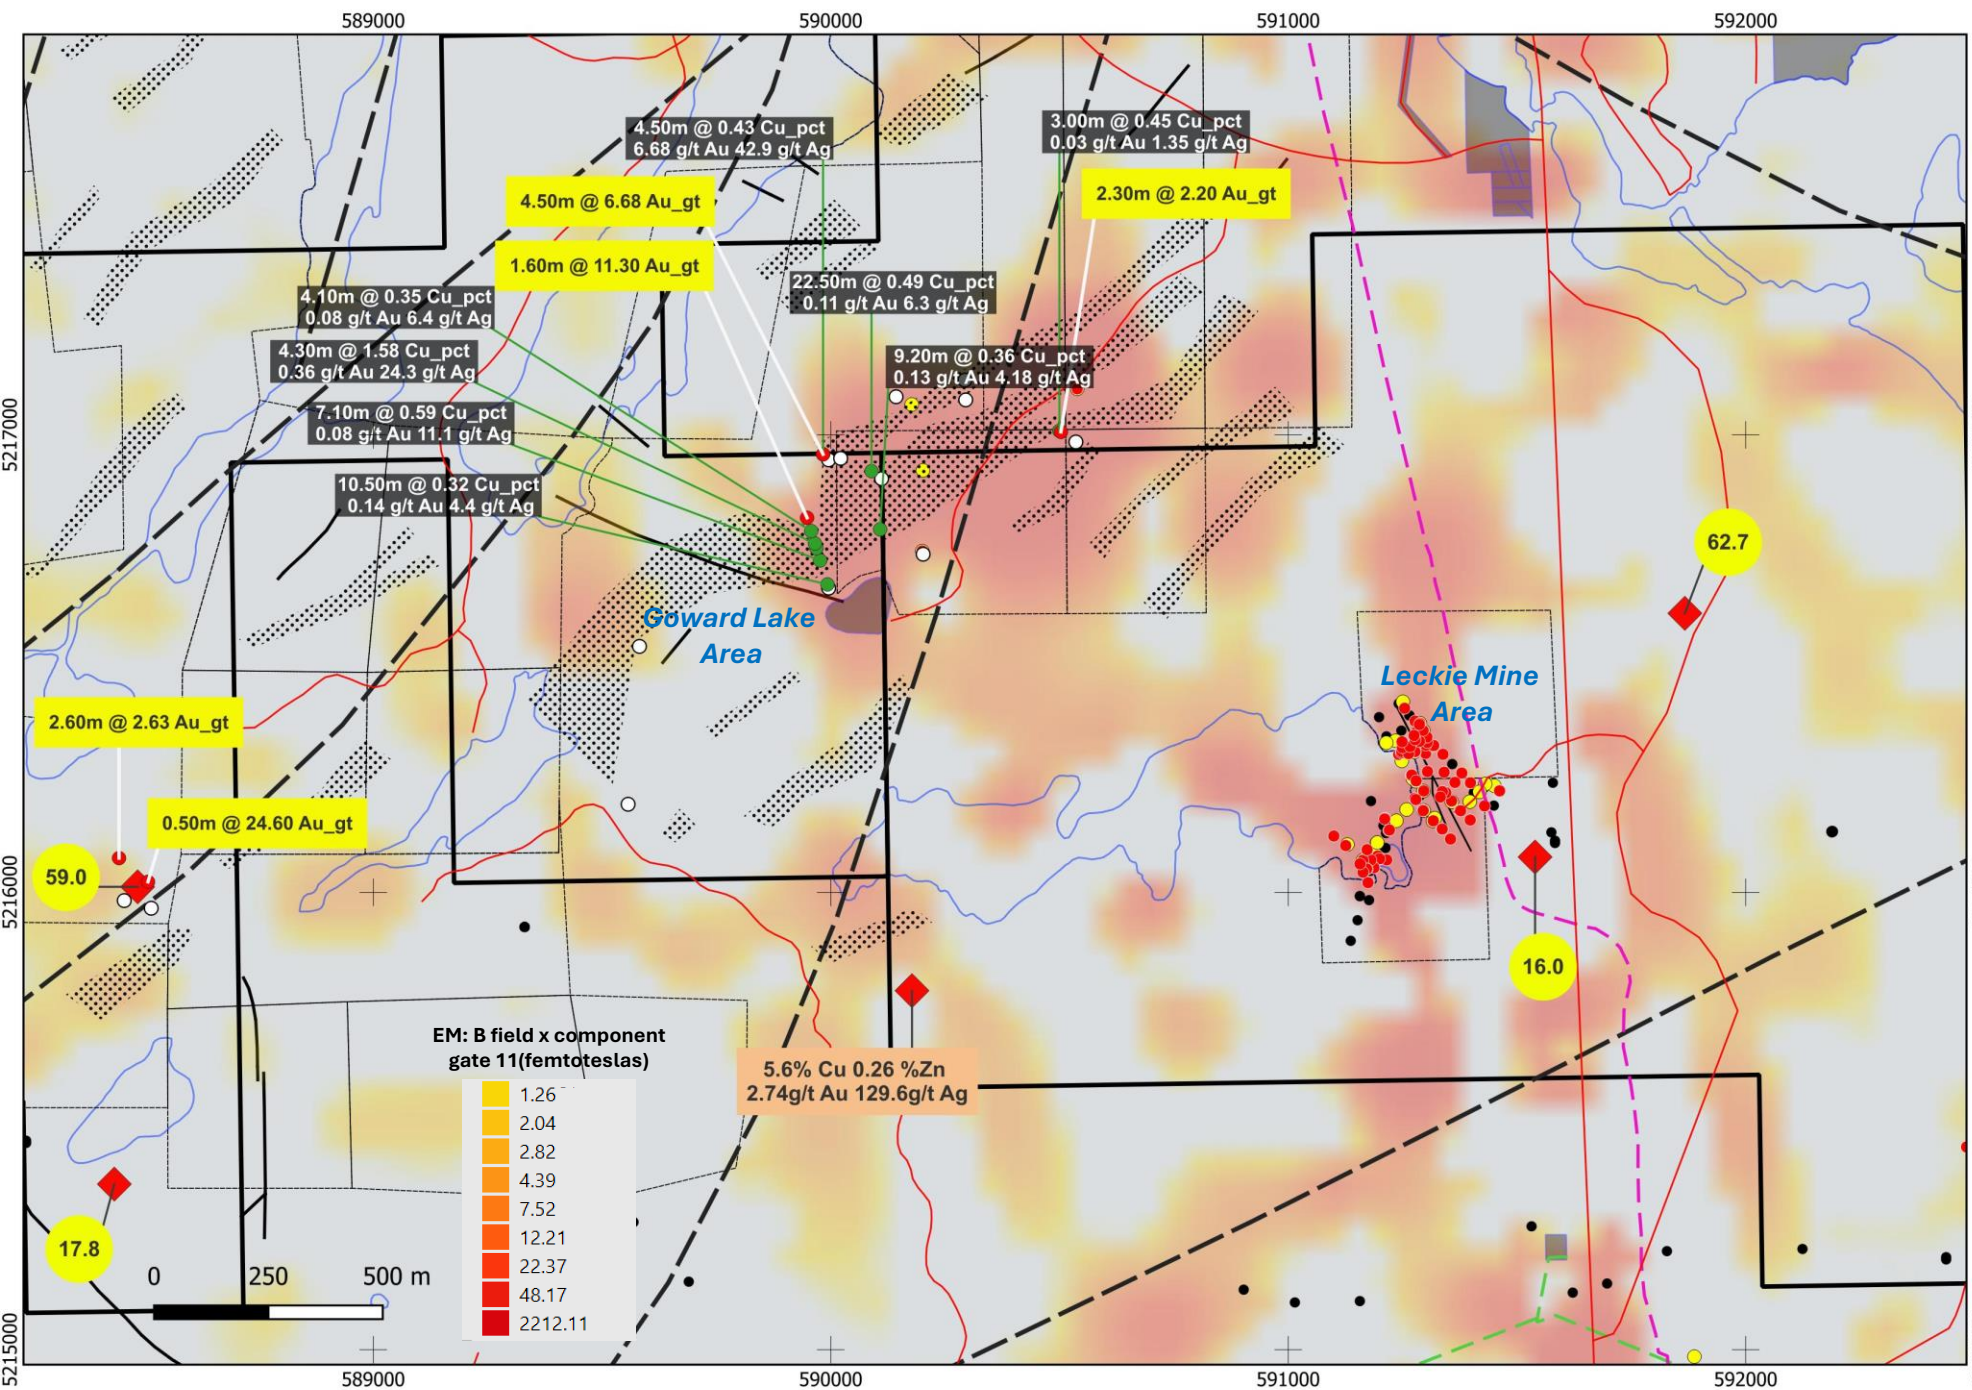 589000
590000
591000
592000
4.50m @ 0.43 Cu_pct
6.68 g/t Au 42.9 g/t Ag
3.00m @ 0.45 Cu_pct
0.03 g/t Au 1.35 g/t Ag
4.50m @ 6.68 Au_gt
2.30m @ 2.20 Au_gt
1.60m @ 11.30 Au_gt
4.10m @ 0.35 Cu_pct
0.08 g/t Au 6.4 g/t Ag
22.50m @ 0.49 Cu_pct
0.11 g/t Au 6.3 g/t Ag
4.30m @ 1.58 Cu_pct
0.36 g/t Au 24.3 g/t Ag
9.20m @ 0.36 Cu_pct
0.13 g/t Au 4.18 g/t Ag
7.10m @ 0.59 Cu_pct
0.08 g/t Au 11.1 g/t Ag
5217000
10.50m @ 0.32 Cu_pct
0.14 g/t Au 4.4 g/t Ag
62.7
Goward Lake
Area
Leckie Mine
Area
2.60m @ 2.63 Au_gt
0.50m @ 24.60 Au_gt
59.0
5216000
16.0
EM: B field x component
gate 11(femtoteslas)
1.26
2.04
2.82
4.39
7.52
12.21
22.37
48.17
2212.11
5.6% Cu 0.26 %Zn
2.74g/t Au 129.6g/t Ag
17.8
0
250
500 m
5215000
589000
590000
591000
592000